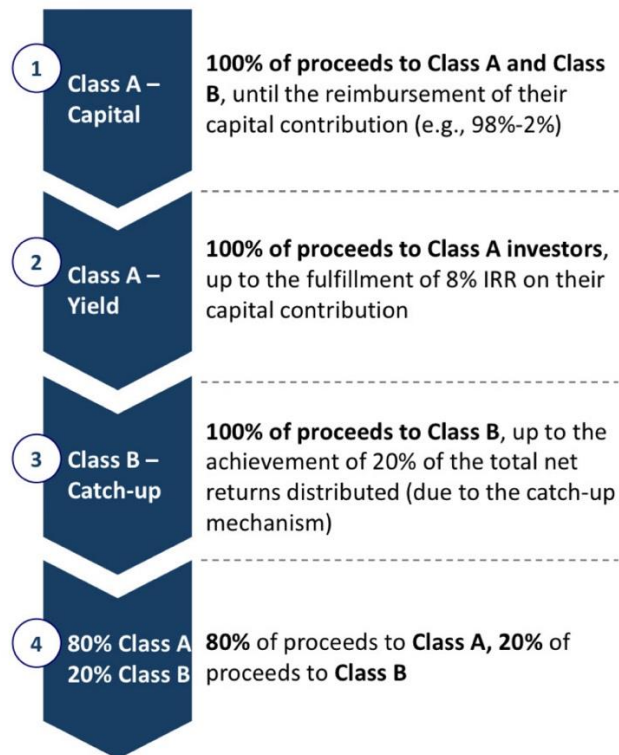 1
Class A –
Capital
100% of proceeds to Class A and Class
B, until the reimbursement of their
capital contribution (e.g., 98%-2%)
2
Class A –
Yield
100% of proceeds to Class A investors,
up to the fulfillment of 8% IRR on their
capital contribution
3
Class B –
Catch-up
100% of proceeds to Class B, up to the
achievement of 20% of the total net
returns distributed (due to the catch-up
mechanism)
4
80% Class A
20% Class B
80% of proceeds to Class A, 20% of
proceeds to Class B